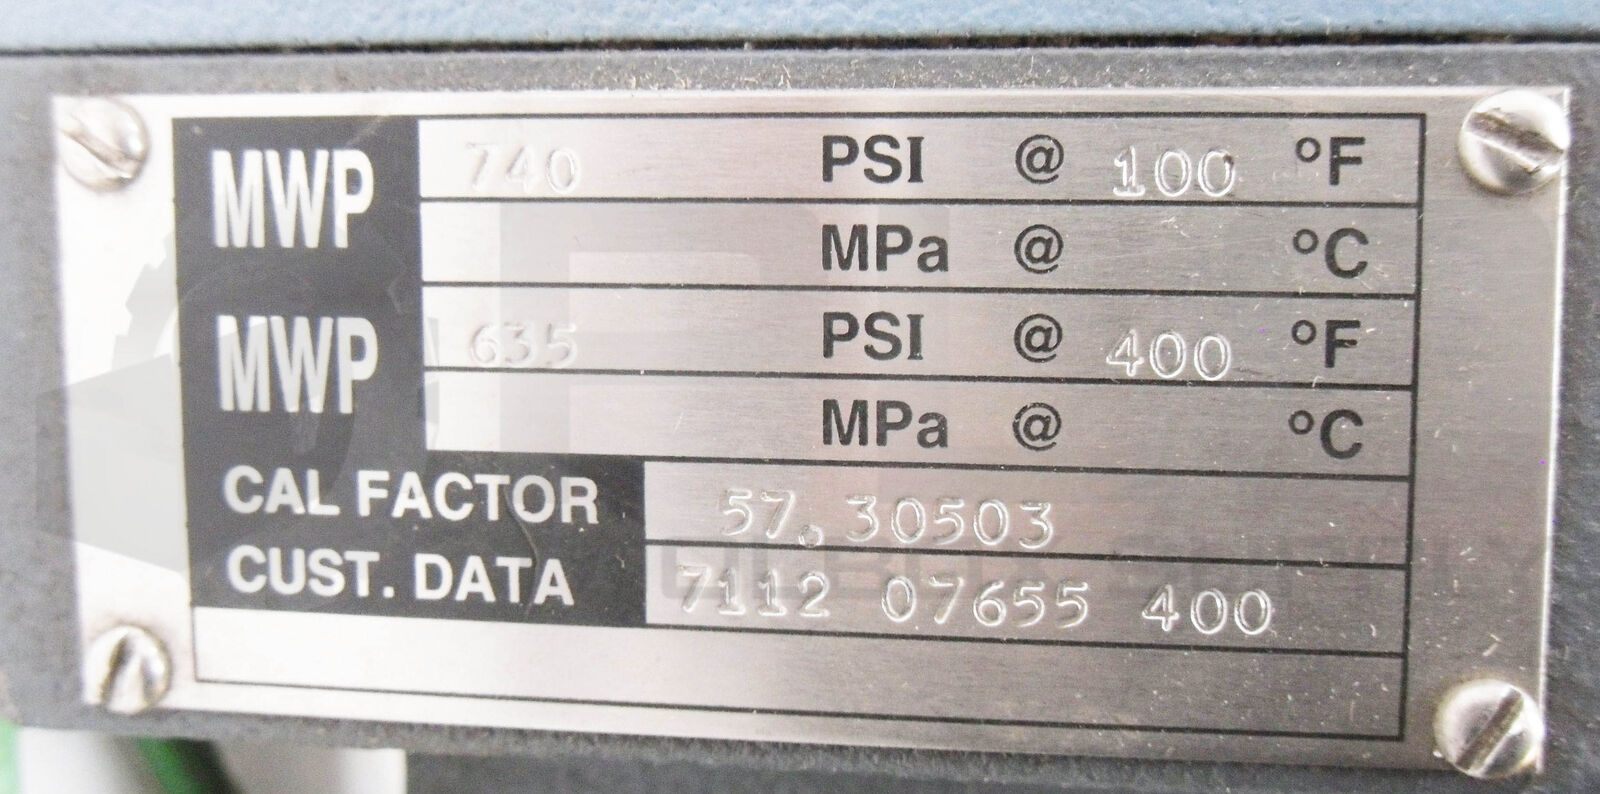 MWP 740 PSI @ 100 °F
MPa @ °C
MWP 635 PSI @ 400 °F
MPa @ °C
CAL FACTOR 57.30503
CUST. DATA 7112 07655 400